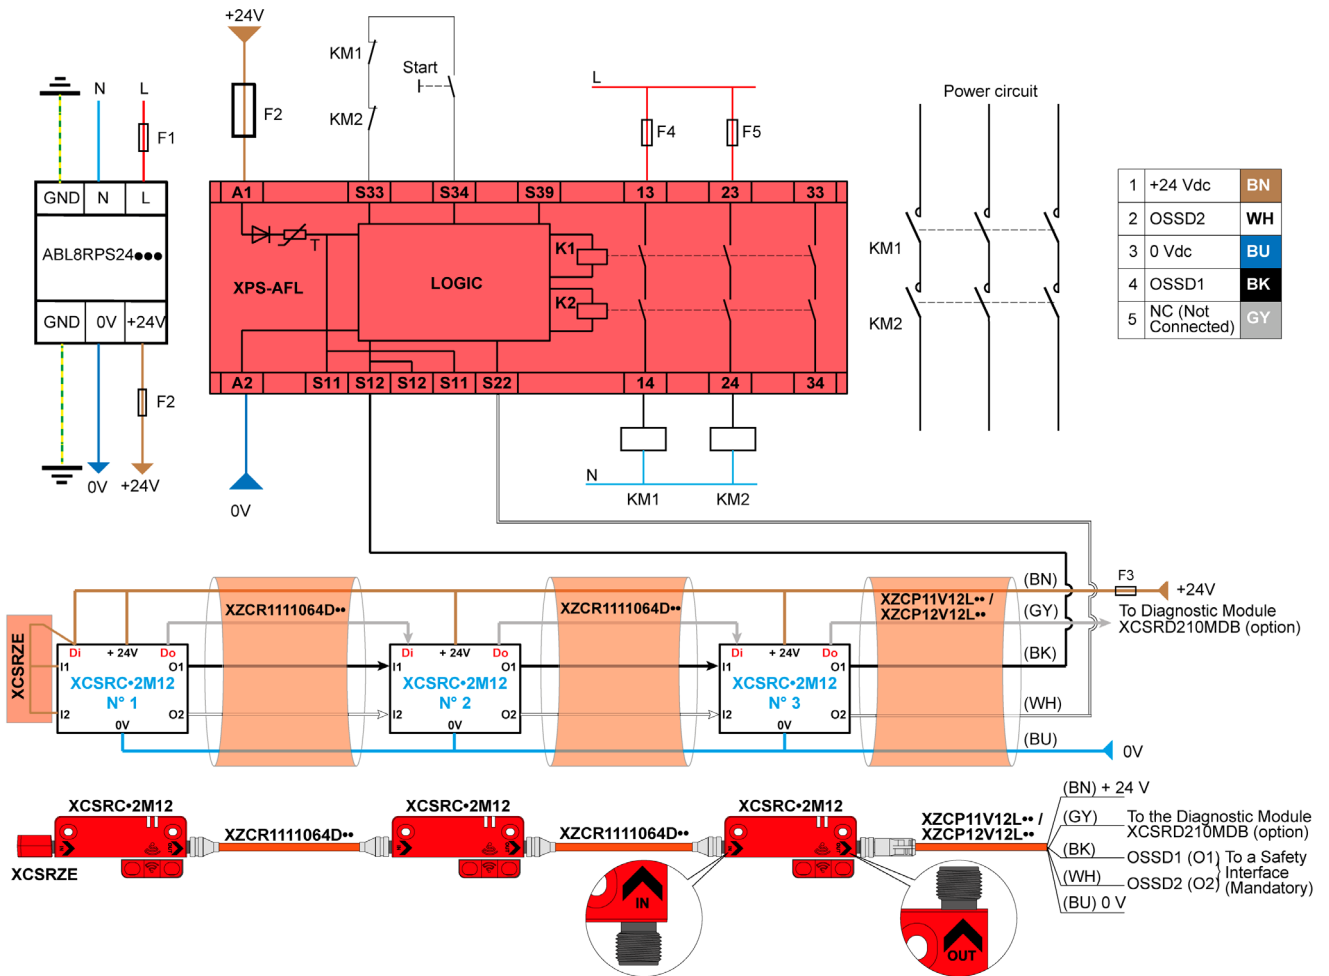 +24V
F2
KM1
KM2
Start
L
F4
F5
Power circuit
KM1
KM2
N
L
F1
GND
N
L
ABL8RPS24●●●
GND
0V
+24V
F2
0V
+24V
A1
S33
S34
S39
13
23
33
T
K1
K2
LOGIC
XPS-AFL
A2
S11
S12
S12
S11
S22
14
24
34
0V
N
KM1
KM2
1 +24 Vdc BN
2 OSSD2 WH
3 0 Vdc BU
4 OSSD1 BK
5 NC (Not
Connected) GY
XCSRZE
Di
+ 24V
Do
I1
O1
XCSRC•2M12
N° 1
I2
O2
0V
XZCR1111064D••
Di
+ 24V
Do
I1
O1
XCSRC•2M12
N° 2
I2
O2
0V
XZCR1111064D••
Di
+ 24V
Do
I1
O1
XCSRC•2M12
N° 3
I2
O2
0V
XZCP11V12L•• /
XZCP12V12L••
(BN)
F3
+24V
(GY)
To Diagnostic Module
XCSRD210MDB (option)
(BK)
(WH)
(BU)
0V
XCSRC•2M12
XCSRZE
XZCR1111064D••
XCSRC•2M12
XZCR1111064D••
XCSRC•2M12
XZCP11V12L•• /
XZCP12V12L••
IN
OUT
(BN) + 24 V
(GY)
To the Diagnostic Module
XCSRD210MDB (option)
(BK)
OSSD1 (O1)
(WH)
OSSD2 (O2)
To a Safety
Interface
(Mandatory)
(BU) 0 V